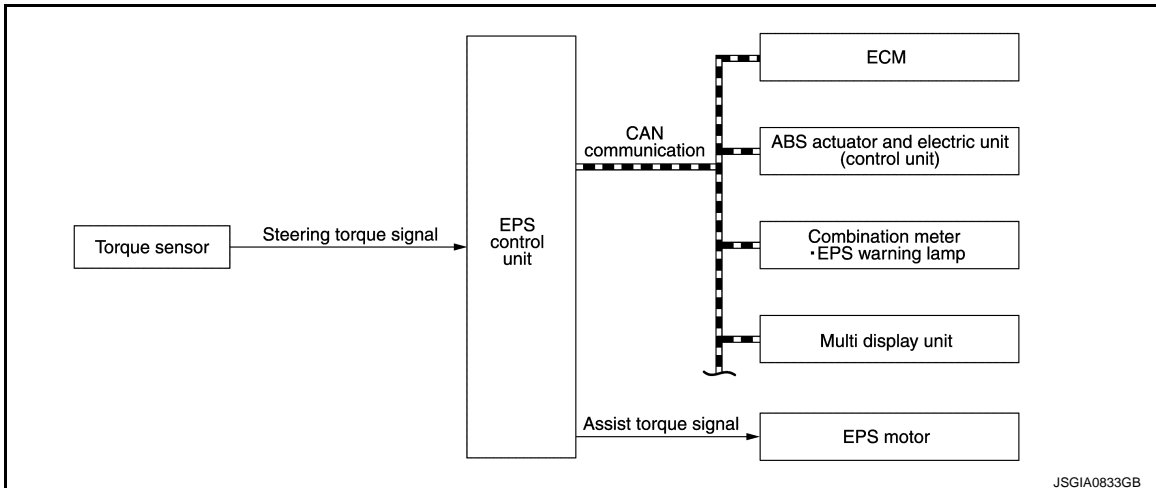 Torque sensor
Steering torque signal
EPS
control
unit
CAN
communication
ECM
ABS actuator and electric unit
(control unit)
Combination meter
・EPS warning lamp
Multi display unit
Assist torque signal
EPS motor
JSGIA0833GB